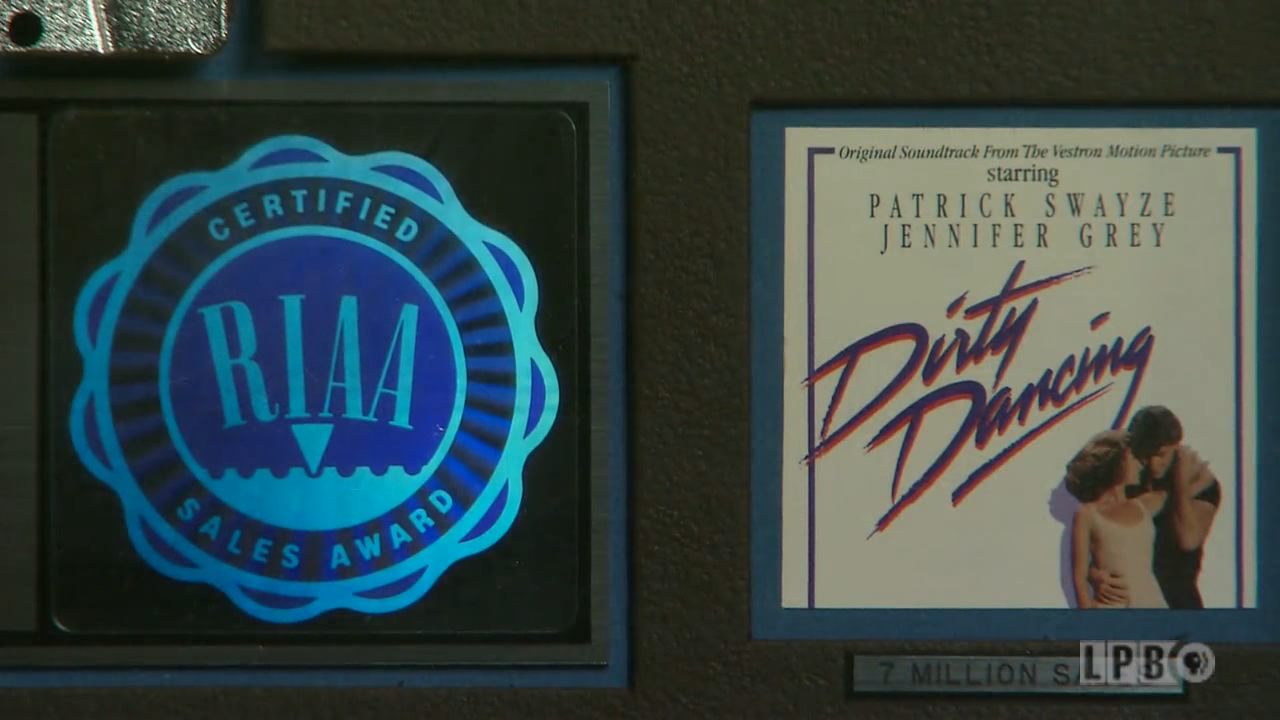 CERTIFIED
RIAA
SALES AWARD
Original Soundtrack From The Vestron Motion Picture
starring
PATRICK SWAYZE
JENNIFER GREY
Dirty
Dancing
7 MILLION
LPB